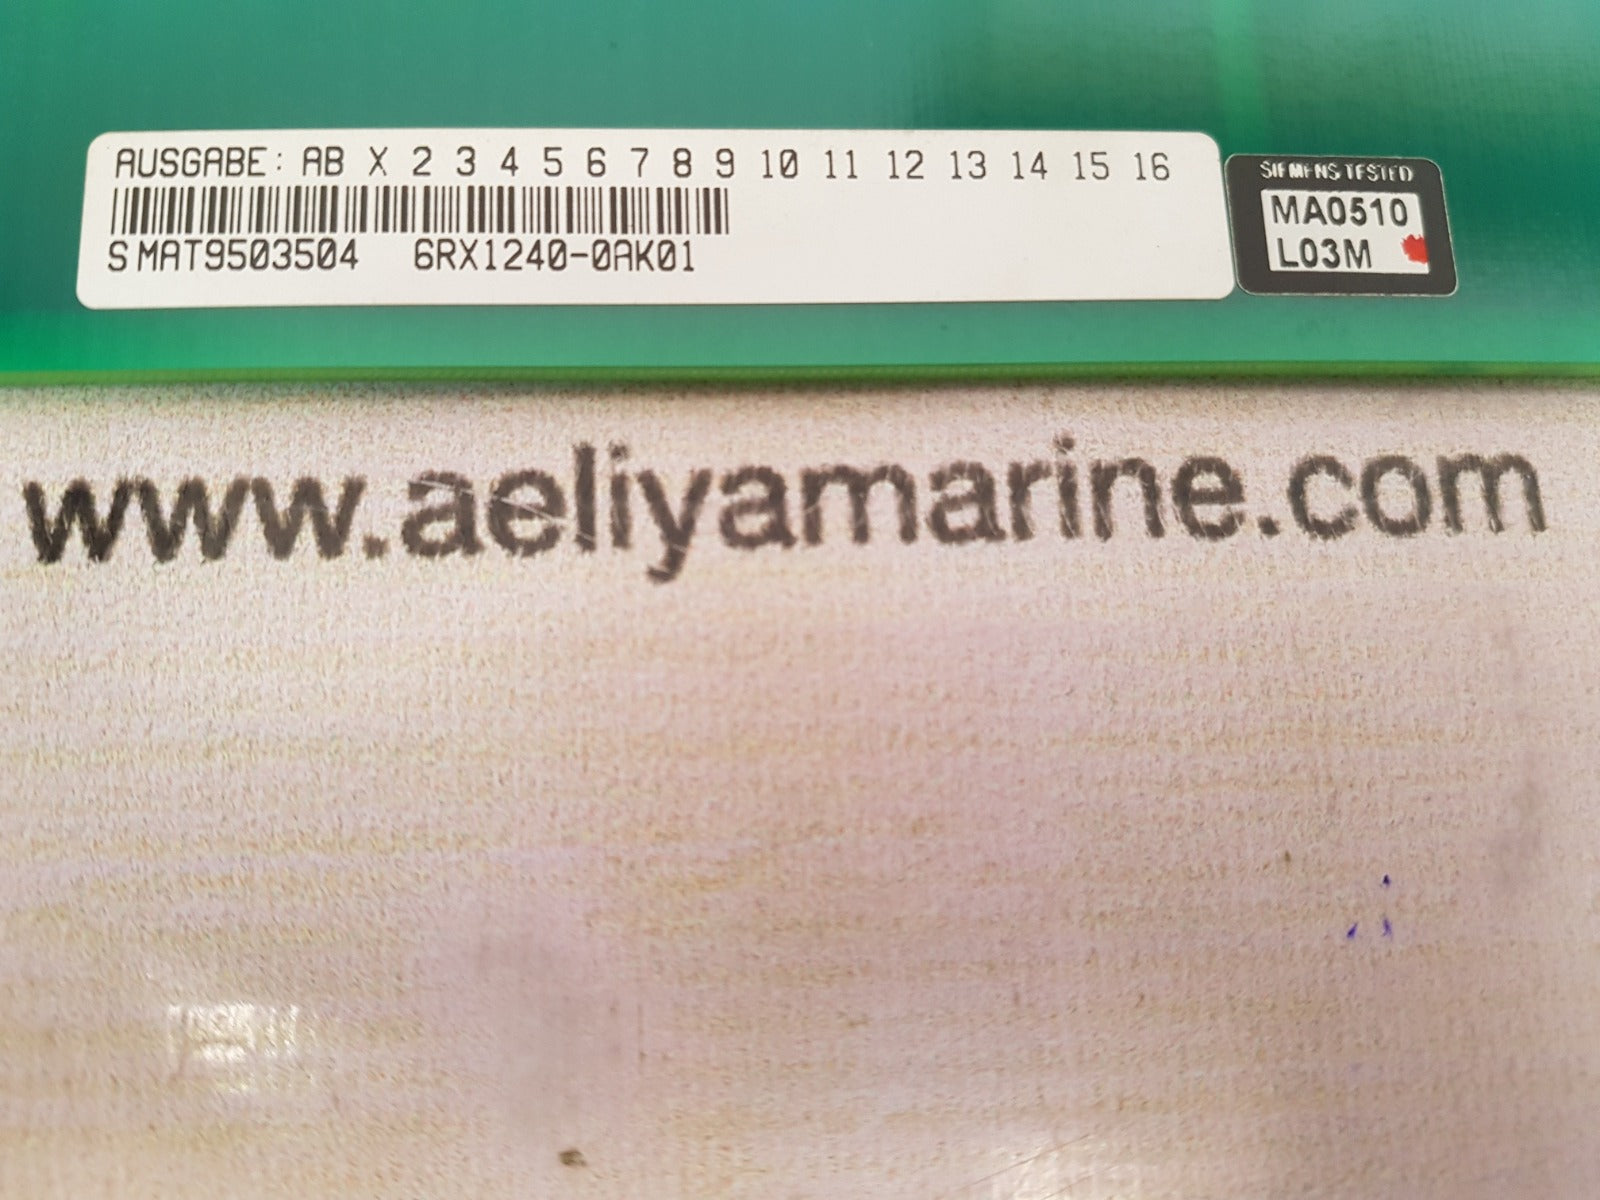 AUSGABE: AB X 2 3 4 5 6 7 8 9 10 11 12 13 14 15 16
S MAT9503504 6RX1240-0AK01
SIEMENS TESTED
MA0510
L03M
www.aeliyamarine.com